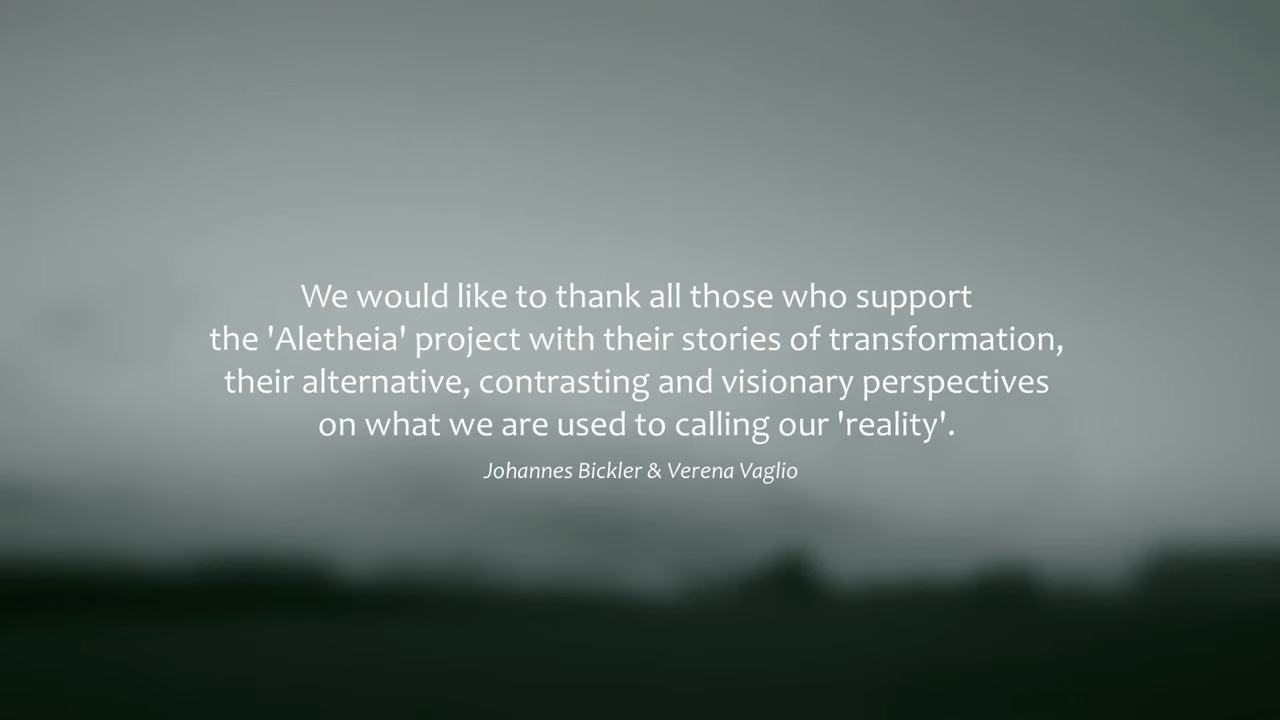 We would like to thank all those who support
the 'Aletheia' project with their stories of transformation,
their alternative, contrasting and visionary perspectives
on what we are used to calling our 'reality'.
Johannes Bickler & Verena Vaglio